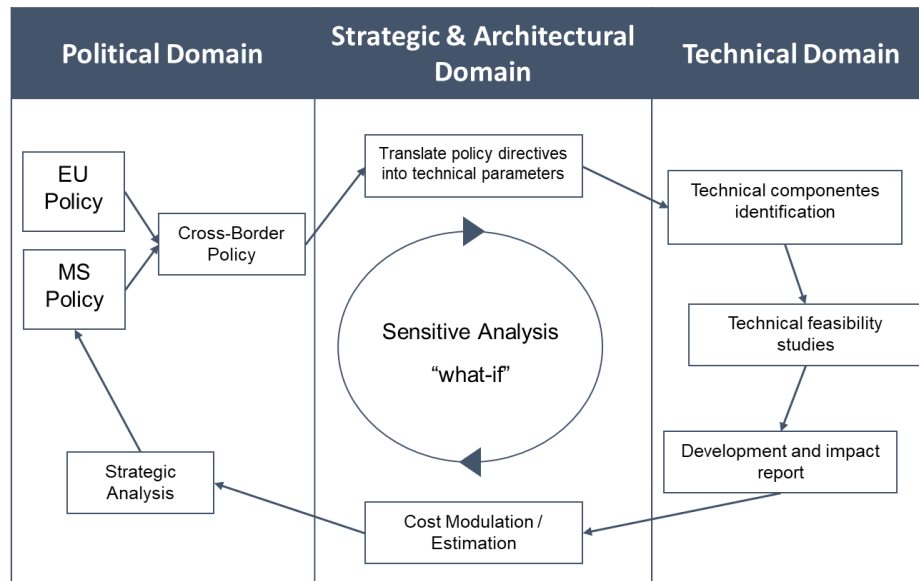 Political Domain
Strategic & Architectural
Domain
Technical Domain
EU
Policy
MS
Policy
Cross-Border
Policy
Strategic
Analysis
Translate policy directives
into technical parameters
Sensitive Analysis
“what-if”
Cost Modulation /
Estimation
Technical componentes
identification
Technical feasibility
studies
Development and impact
report